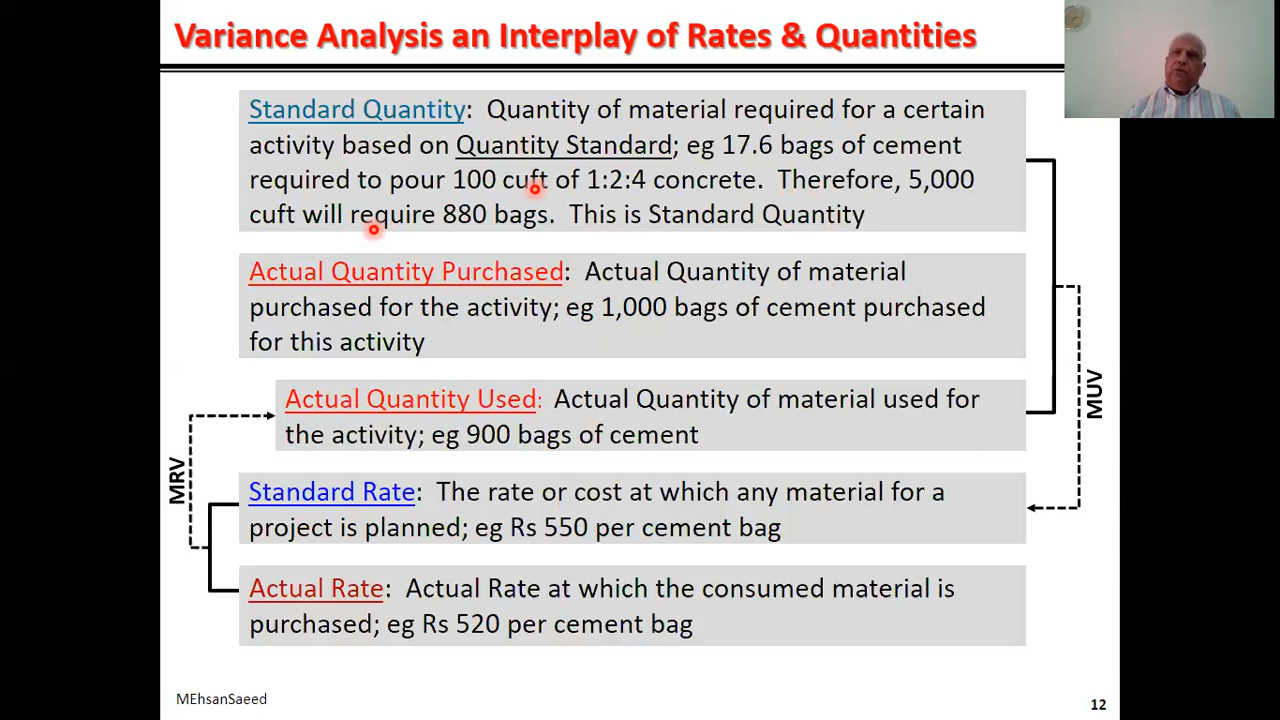 Variance Analysis an Interplay of Rates & Quantities
Standard Quantity: Quantity of material required for a certain
activity based on Quantity Standard; eg 17.6 bags of cement
required to pour 100 cuft of 1:2:4 concrete. Therefore, 5,000
cuft will require 880 bags. This is Standard Quantity
Actual Quantity Purchased: Actual Quantity of material
purchased for the activity; eg 1,000 bags of cement purchased
for this activity
MUV
Actual Quantity Used: Actual Quantity of material used for
the activity; eg 900 bags of cement
MRV
Standard Rate: The rate or cost at which any material for a
project is planned; eg Rs 550 per cement bag
Actual Rate: Actual Rate at which the consumed material is
purchased; eg Rs 520 per cement bag
MEhsanSaeed
12